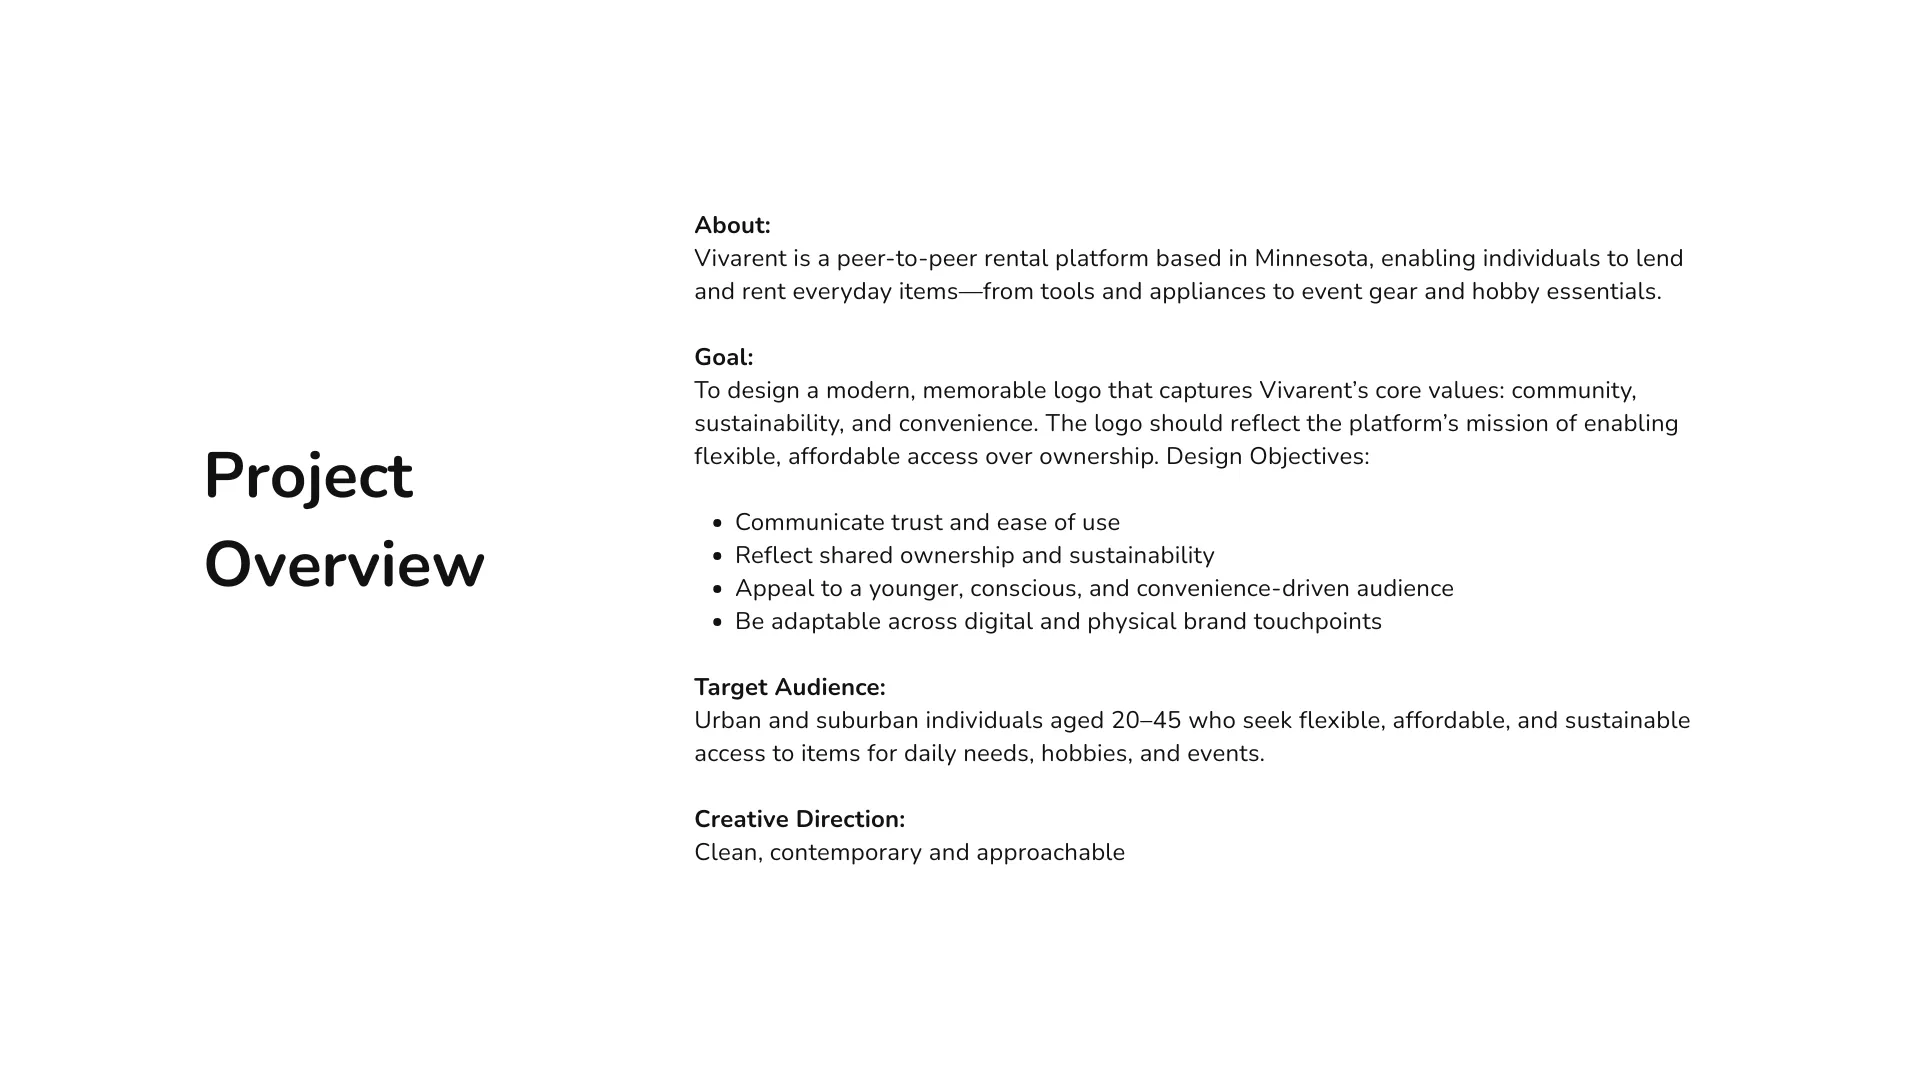 Project
Overview
About:
Vivarent is a peer-to-peer rental platform based in Minnesota, enabling individuals to lend
and rent everyday items—from tools and appliances to event gear and hobby essentials.
Goal:
To design a modern, memorable logo that captures Vivarent’s core values: community,
sustainability, and convenience. The logo should reflect the platform’s mission of enabling
flexible, affordable access over ownership. Design Objectives:
• Communicate trust and ease of use
• Reflect shared ownership and sustainability
• Appeal to a younger, conscious, and convenience-driven audience
• Be adaptable across digital and physical brand touchpoints
Target Audience:
Urban and suburban individuals aged 20–45 who seek flexible, affordable, and sustainable
access to items for daily needs, hobbies, and events.
Creative Direction:
Clean, contemporary and approachable